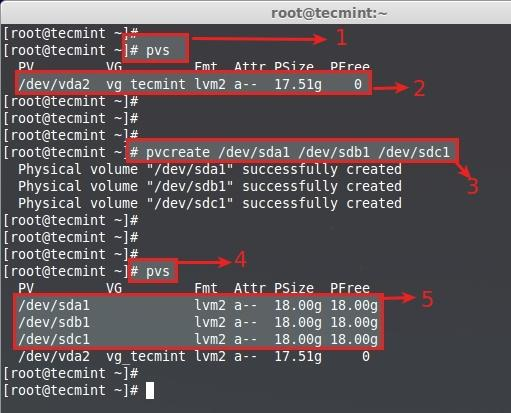 root@tecmint:~
[root@tecmint ~]#
[root@tecmint ~]# pvs 1
PV VG Fmt Attr PSize PFree
/dev/vda2 vg_tecmint lvm2 a-- 17.51g 0 2
[root@tecmint ~]#
[root@tecmint ~]#
[root@tecmint ~]#
[root@tecmint ~]# pvcreate /dev/sda1 /dev/sdb1 /dev/sdc1
Physical volume "/dev/sda1" successfully created 3
Physical volume "/dev/sdb1" successfully created
Physical volume "/dev/sdc1" successfully created
[root@tecmint ~]#
[root@tecmint ~]#
[root@tecmint ~]#
[root@tecmint ~]# pvs 4
PV VG Fmt Attr PSize PFree
/dev/sda1 lvm2 a-- 18.00g 18.00g 5
/dev/sdb1 lvm2 a-- 18.00g 18.00g
/dev/sdc1 lvm2 a-- 18.00g 18.00g
/dev/vda2 vg_tecmint lvm2 a-- 17.51g 0
[root@tecmint ~]#
[root@tecmint ~]#